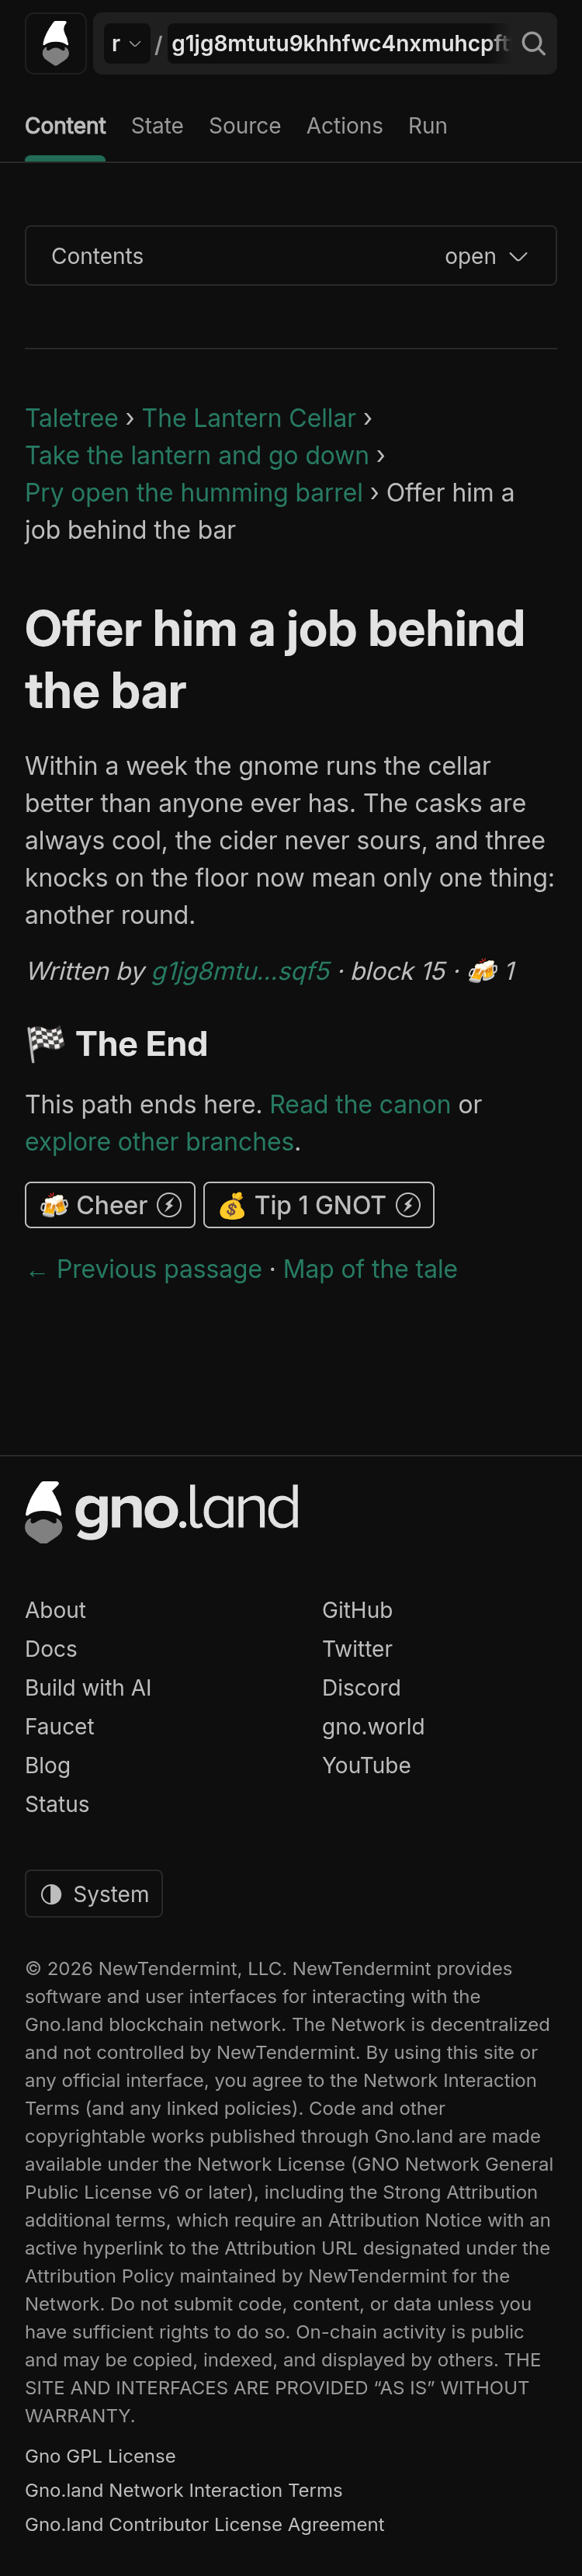 r / g1jg8mtutu9khhfwc4nxmuhcpft
Content State Source Actions Run
Contents open
Taletree › The Lantern Cellar ›
Take the lantern and go down ›
Pry open the humming barrel › Offer him a
job behind the bar
Offer him a job behind
the bar
Within a week the gnome runs the cellar
better than anyone ever has. The casks are
always cool, the cider never sours, and three
knocks on the floor now mean only one thing:
another round.
Written by g1jg8mtu...sqf5 · block 15 · 🍻 1
🏁 The End
This path ends here. Read the canon or
explore other branches.
🍻 Cheer 💰 Tip 1 GNOT
← Previous passage · Map of the tale
gno.land
About GitHub
Docs Twitter
Build with AI Discord
Faucet gno.world
Blog YouTube
Status
System
© 2026 NewTendermint, LLC. NewTendermint provides
software and user interfaces for interacting with the
Gno.land blockchain network. The Network is decentralized
and not controlled by NewTendermint. By using this site or
any official interface, you agree to the Network Interaction
Terms (and any linked policies). Code and other
copyrightable works published through Gno.land are made
available under the Network License (GNO Network General
Public License v6 or later), including the Strong Attribution
additional terms, which require an Attribution Notice with an
active hyperlink to the Attribution URL designated under the
Attribution Policy maintained by NewTendermint for the
Network. Do not submit code, content, or data unless you
have sufficient rights to do so. On-chain activity is public
and may be copied, indexed, and displayed by others. THE
SITE AND INTERFACES ARE PROVIDED “AS IS” WITHOUT
WARRANTY.
Gno GPL License
Gno.land Network Interaction Terms
Gno.land Contributor License Agreement